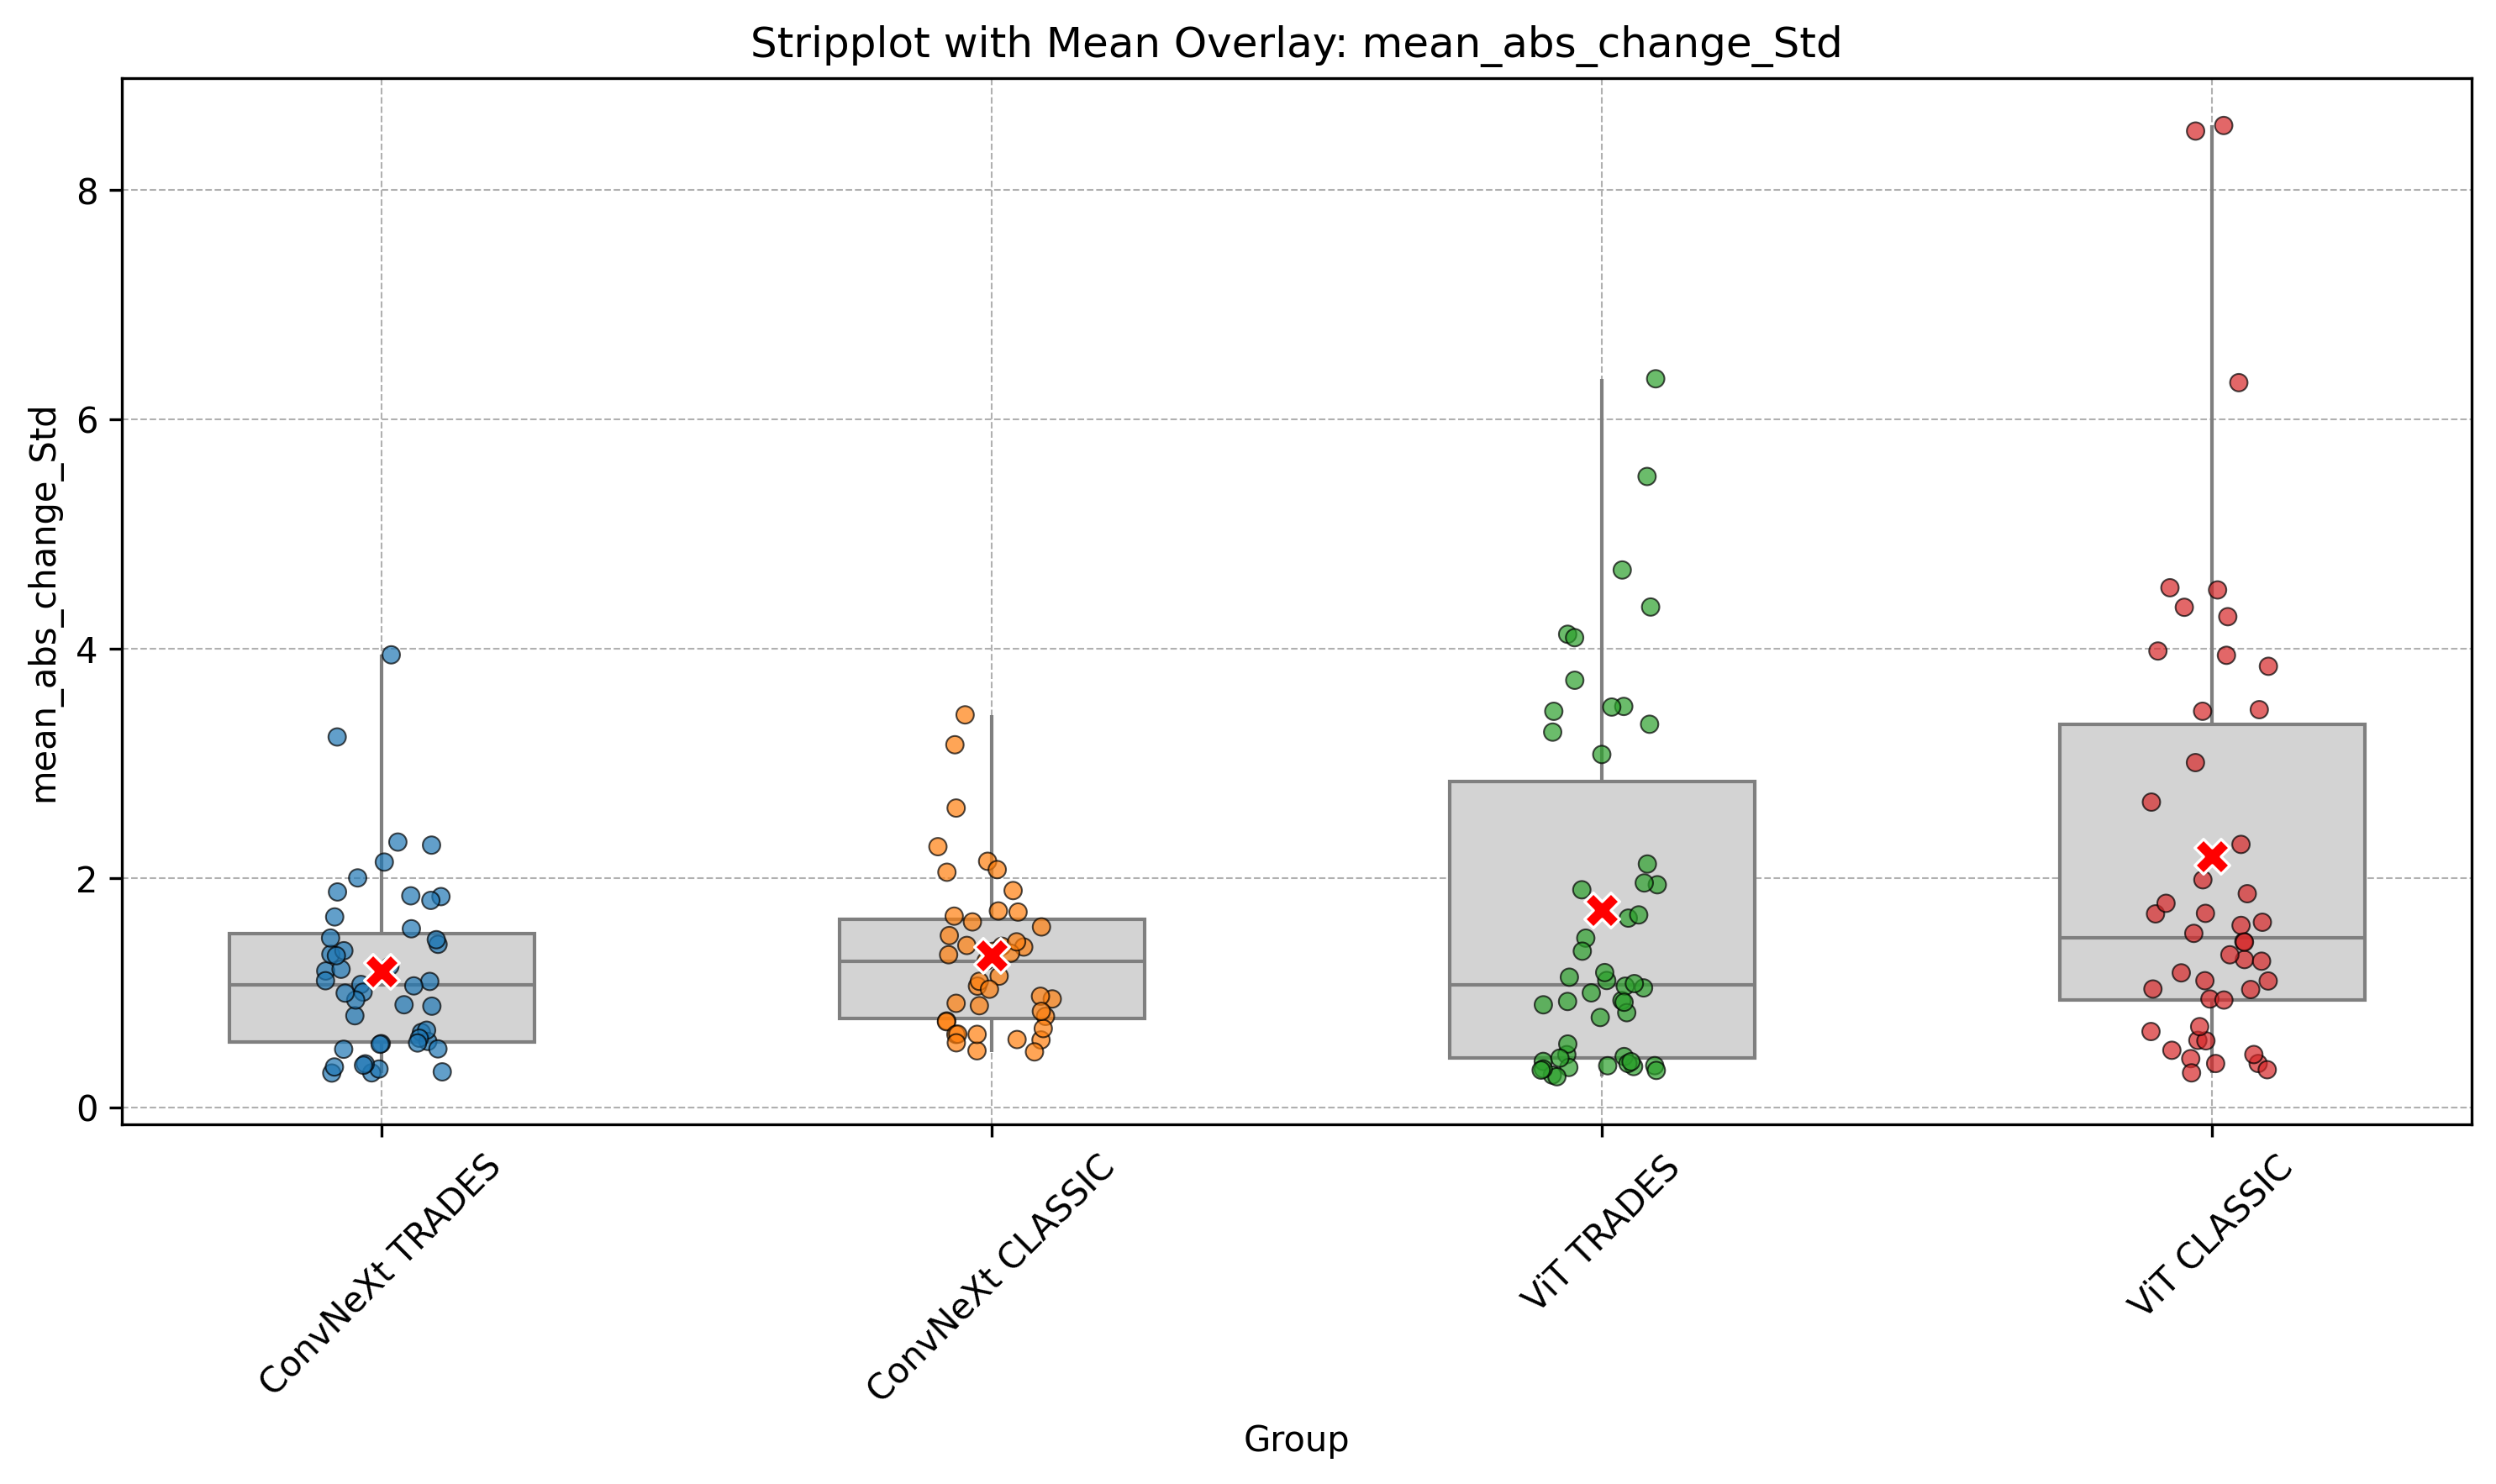 Stripplot with Mean Overlay: mean_abs_change_Std
mean_abs_change_Std
8
6
4
2
0
ConvNeXt TRADES
ConvNeXt CLASSIC
ViT TRADES
ViT CLASSIC
Group